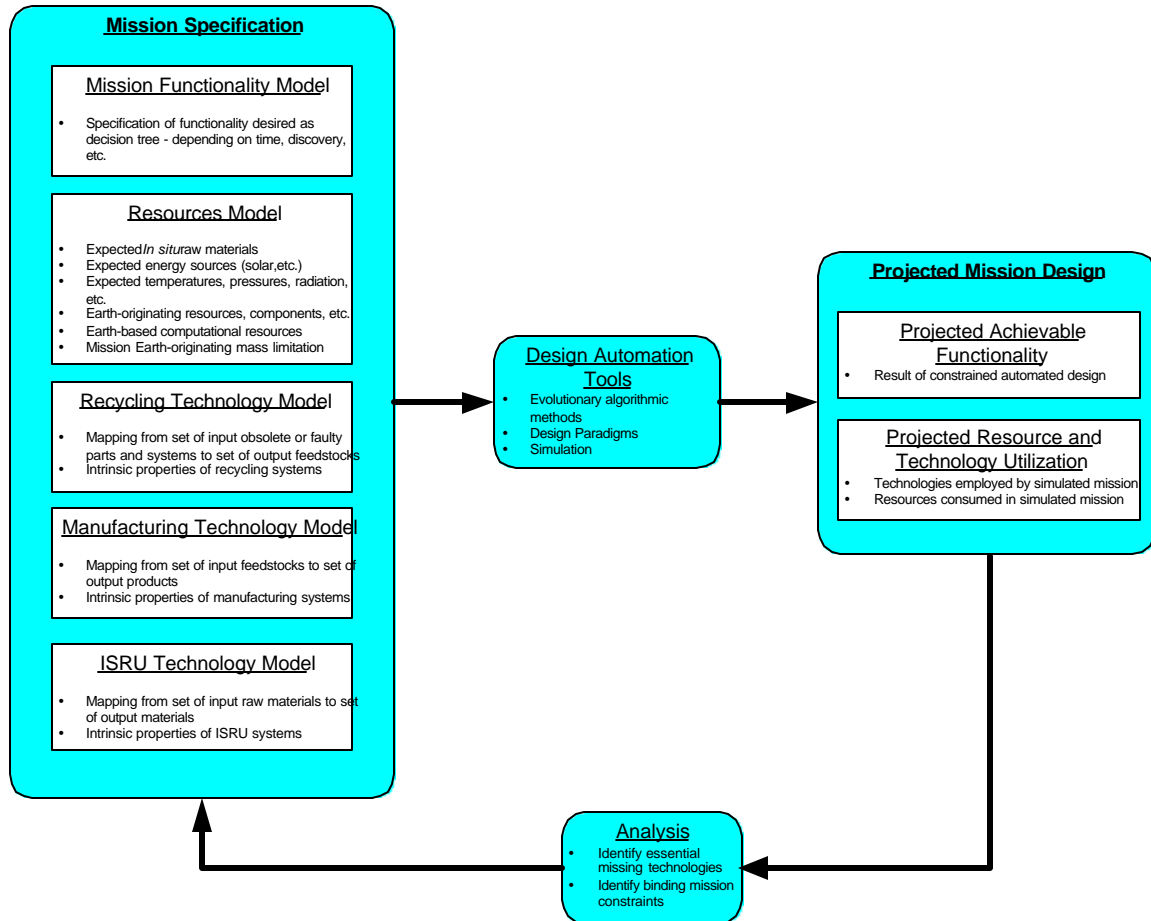 Mission Specification
Mission Functionality Model
• Specification of functionality desired as
decision tree - depending on time, discovery,
etc.
Resources Model
• Expected In situ raw materials
• Expected energy sources (solar,etc.)
• Expected temperatures, pressures, radiation,
etc.
• Earth-originating resources, components, etc.
• Earth-based computational resources
• Mission Earth-originating mass limitation
Recycling Technology Model
• Mapping from set of input obsolete or faulty
parts and systems to set of output feedstocks
• Intrinsic properties of recycling systems
Manufacturing Technology Model
• Mapping from set of input feedstocks to set of
output products
• Intrinsic properties of manufacturing systems
ISRU Technology Model
• Mapping from set of input raw materials to set
of output materials
• Intrinsic properties of ISRU systems
Design Automation
Tools
• Evolutionary algorithmic
methods
• Design Paradigms
• Simulation
Projected Mission Design
Projected Achievable
Functionality
• Result of constrained automated design
Projected Resource and
Technology Utilization
• Technologies employed by simulated mission
• Resources consumed in simulated mission
Analysis
• Identify essential
missing technologies
• Identify binding mission
constraints